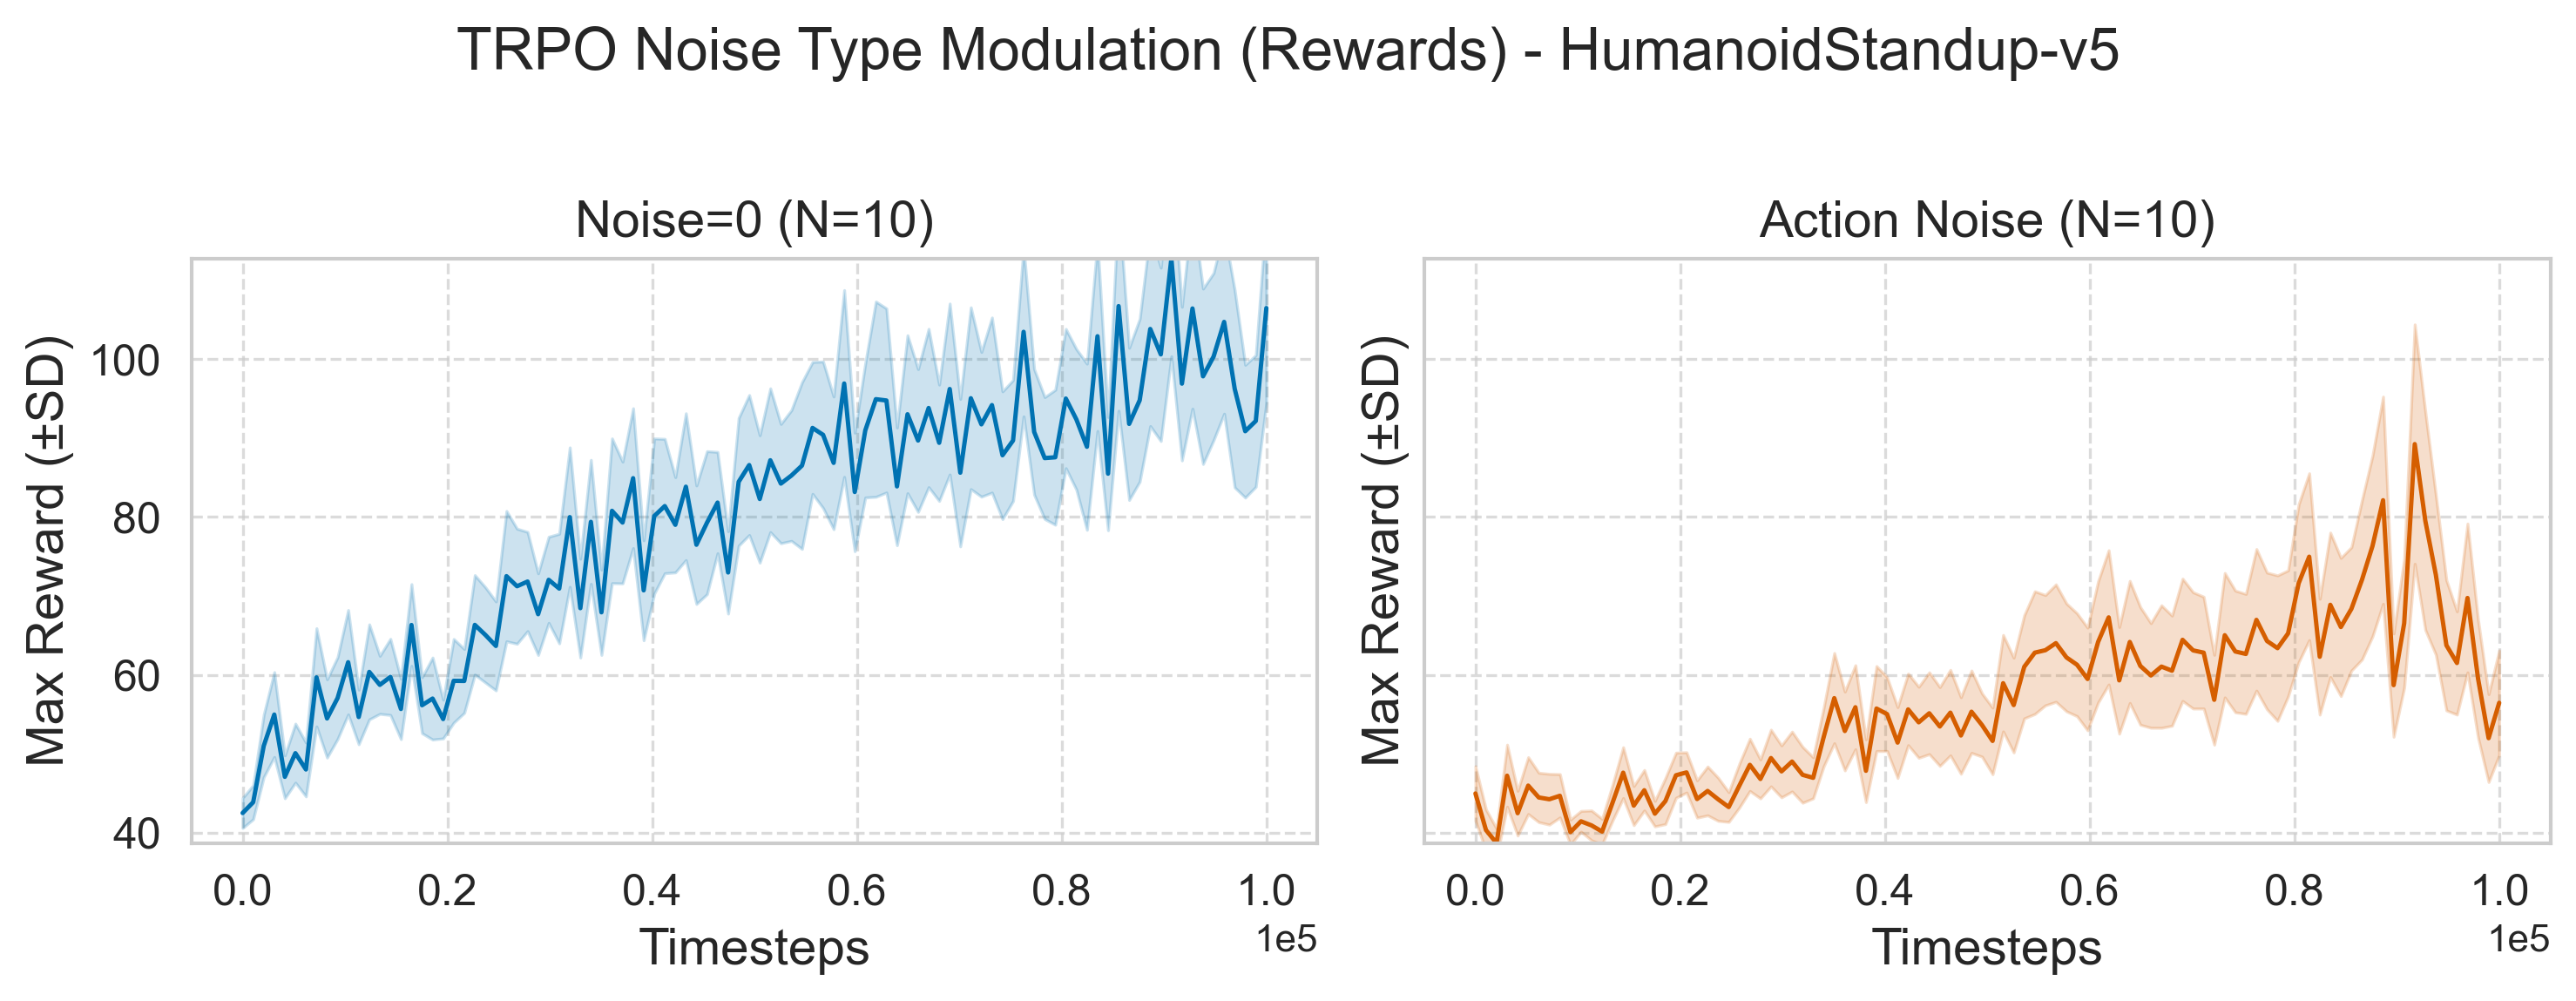 TRPO Noise Type Modulation (Rewards) - HumanoidStandup-v5
Noise=0 (N=10)
Max Reward (±SD)
100
80
60
40
0.0 0.2 0.4 0.6 0.8 1.0
1e5
Timesteps
Action Noise (N=10)
Max Reward (±SD)
0.0 0.2 0.4 0.6 0.8 1.0
1e5
Timesteps